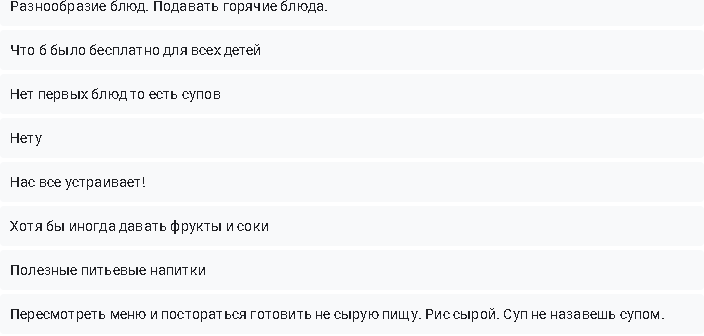 Разнообразие блюд. Подавать горячие блюда.
Что б было бесплатно для всех детей
Нет первых блюд то есть супов
Нету
Нас все устраивает!
Хотя бы иногда давать фрукты и соки
Полезные питьевые напитки
Пересмотреть меню и постораться готовить не сырую пищу. Рис сырой. Суп не назавешь супом.